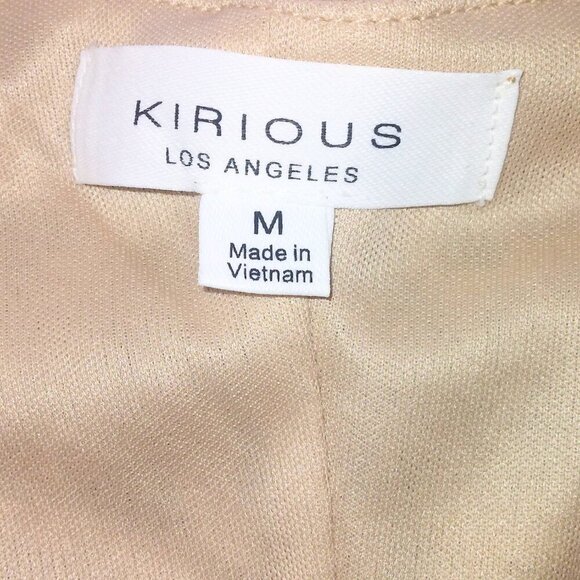 KIRIOUS
LOS ANGELES
M
Made in
Vietnam